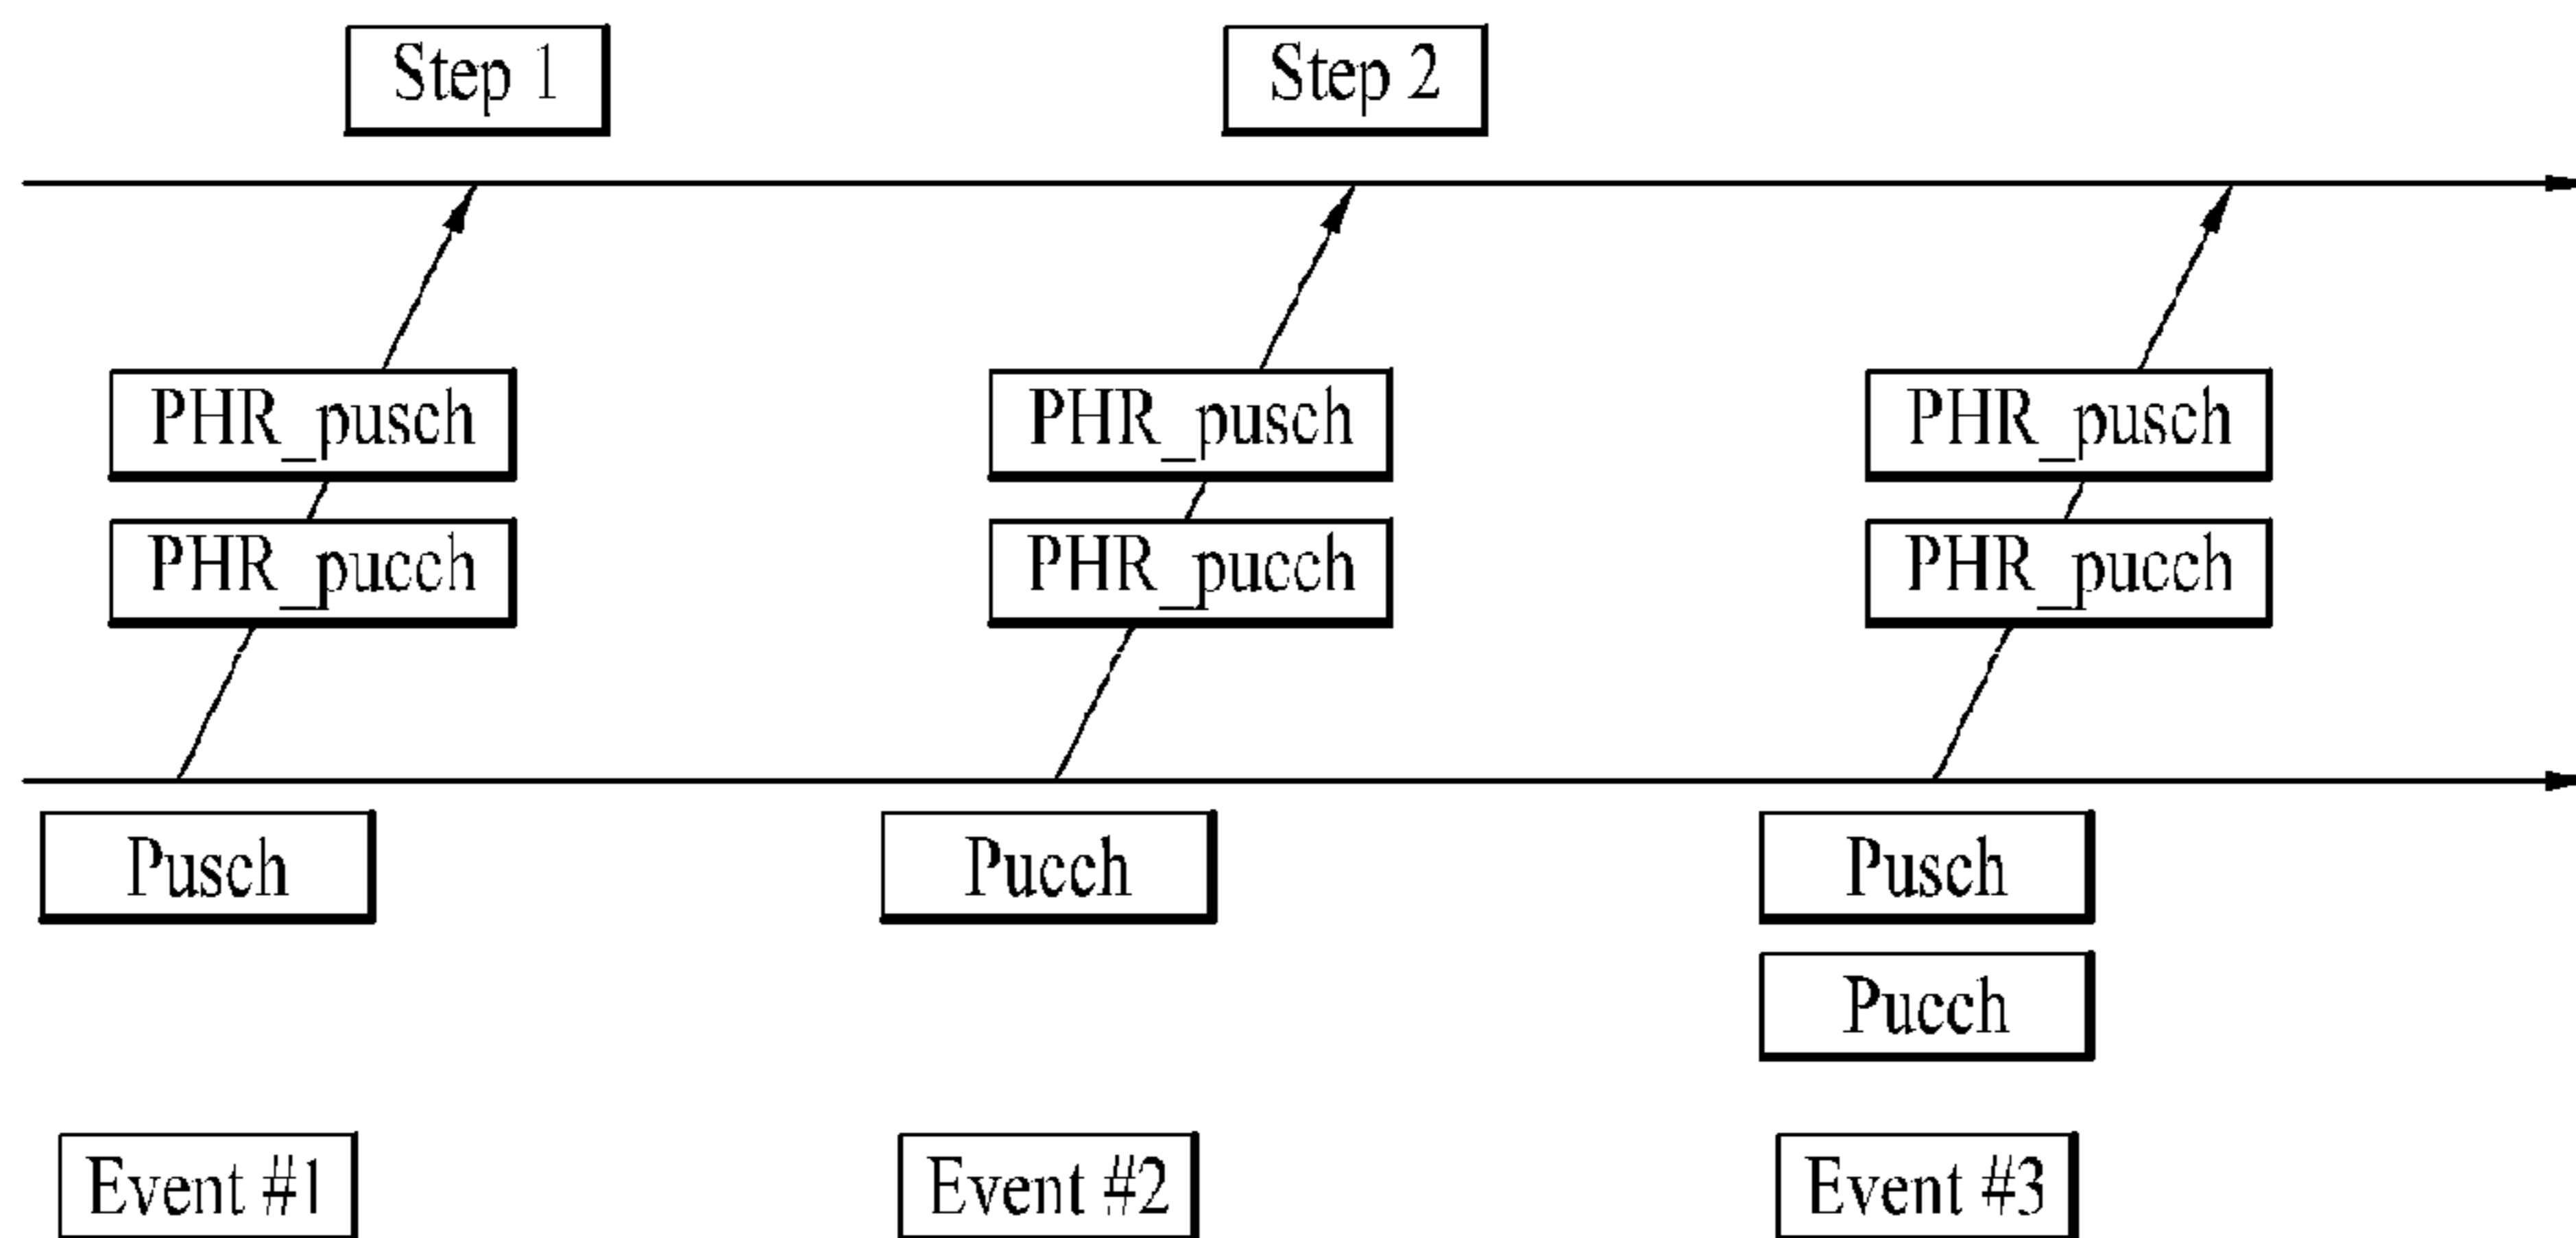 Step 1 Step 2
PHR_pusch PHR_pusch PHR_pusch
PHR_pucch PHR_pucch PHR_pucch
Pusch Pucch Pusch
Pucch
Event #1 Event #2 Event #3